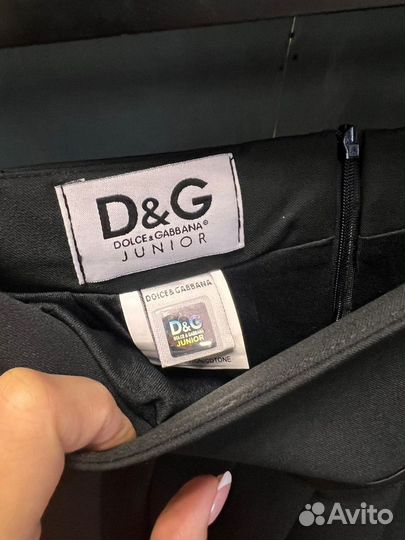 D&G
DOLCE & GABBANA®
JUNIOR
DOLCE & GABBANA
D&G
DOLCE & GABBANA
JUNIOR
Avito